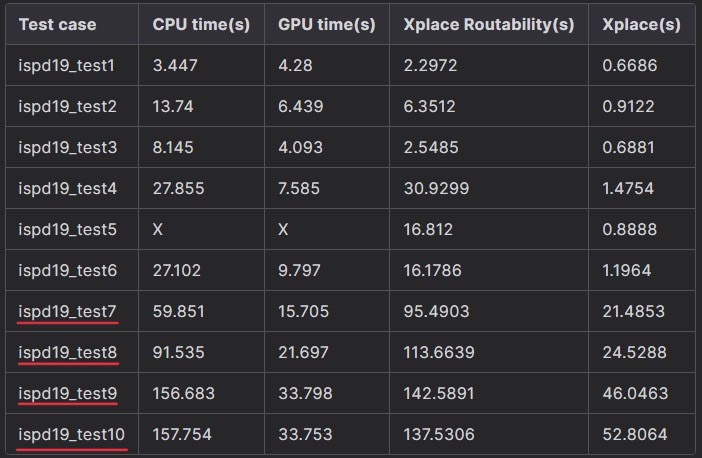 Test case CPU time(s) GPU time(s) Xplace Routability(s) Xplace(s)
ispd19_test1 3.447 4.28 2.2972 0.6686
ispd19_test2 13.74 6.439 6.3512 0.9122
ispd19_test3 8.145 4.093 2.5485 0.6881
ispd19_test4 27.855 7.585 30.9299 1.4754
ispd19_test5 X X 16.812 0.8888
ispd19_test6 27.102 9.797 16.1786 1.1964
ispd19_test7 59.851 15.705 95.4903 21.4853
ispd19_test8 91.535 21.697 113.6639 24.5288
ispd19_test9 156.683 33.798 142.5891 46.0463
ispd19_test10 157.754 33.753 137.5306 52.8064